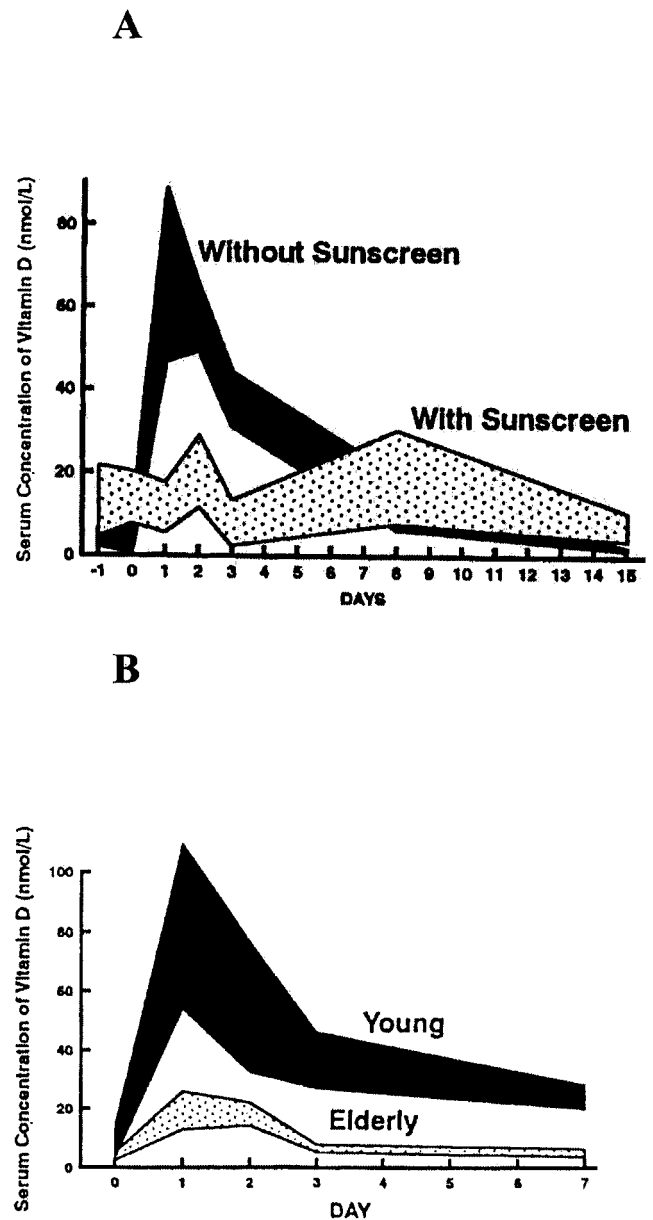 A
Serum Concentration of Vitamin D (nmol/L)
80
60
40
20
0
Without Sunscreen
With Sunscreen
-1 0 1 2 3 4 5 6 7 8 9 10 11 12 13 14 15
DAYS
B
Serum Concentration of Vitamin D (nmol/L)
100
80
60
40
20
0
Young
Elderly
0 1 2 3 4 5 6 7
DAY